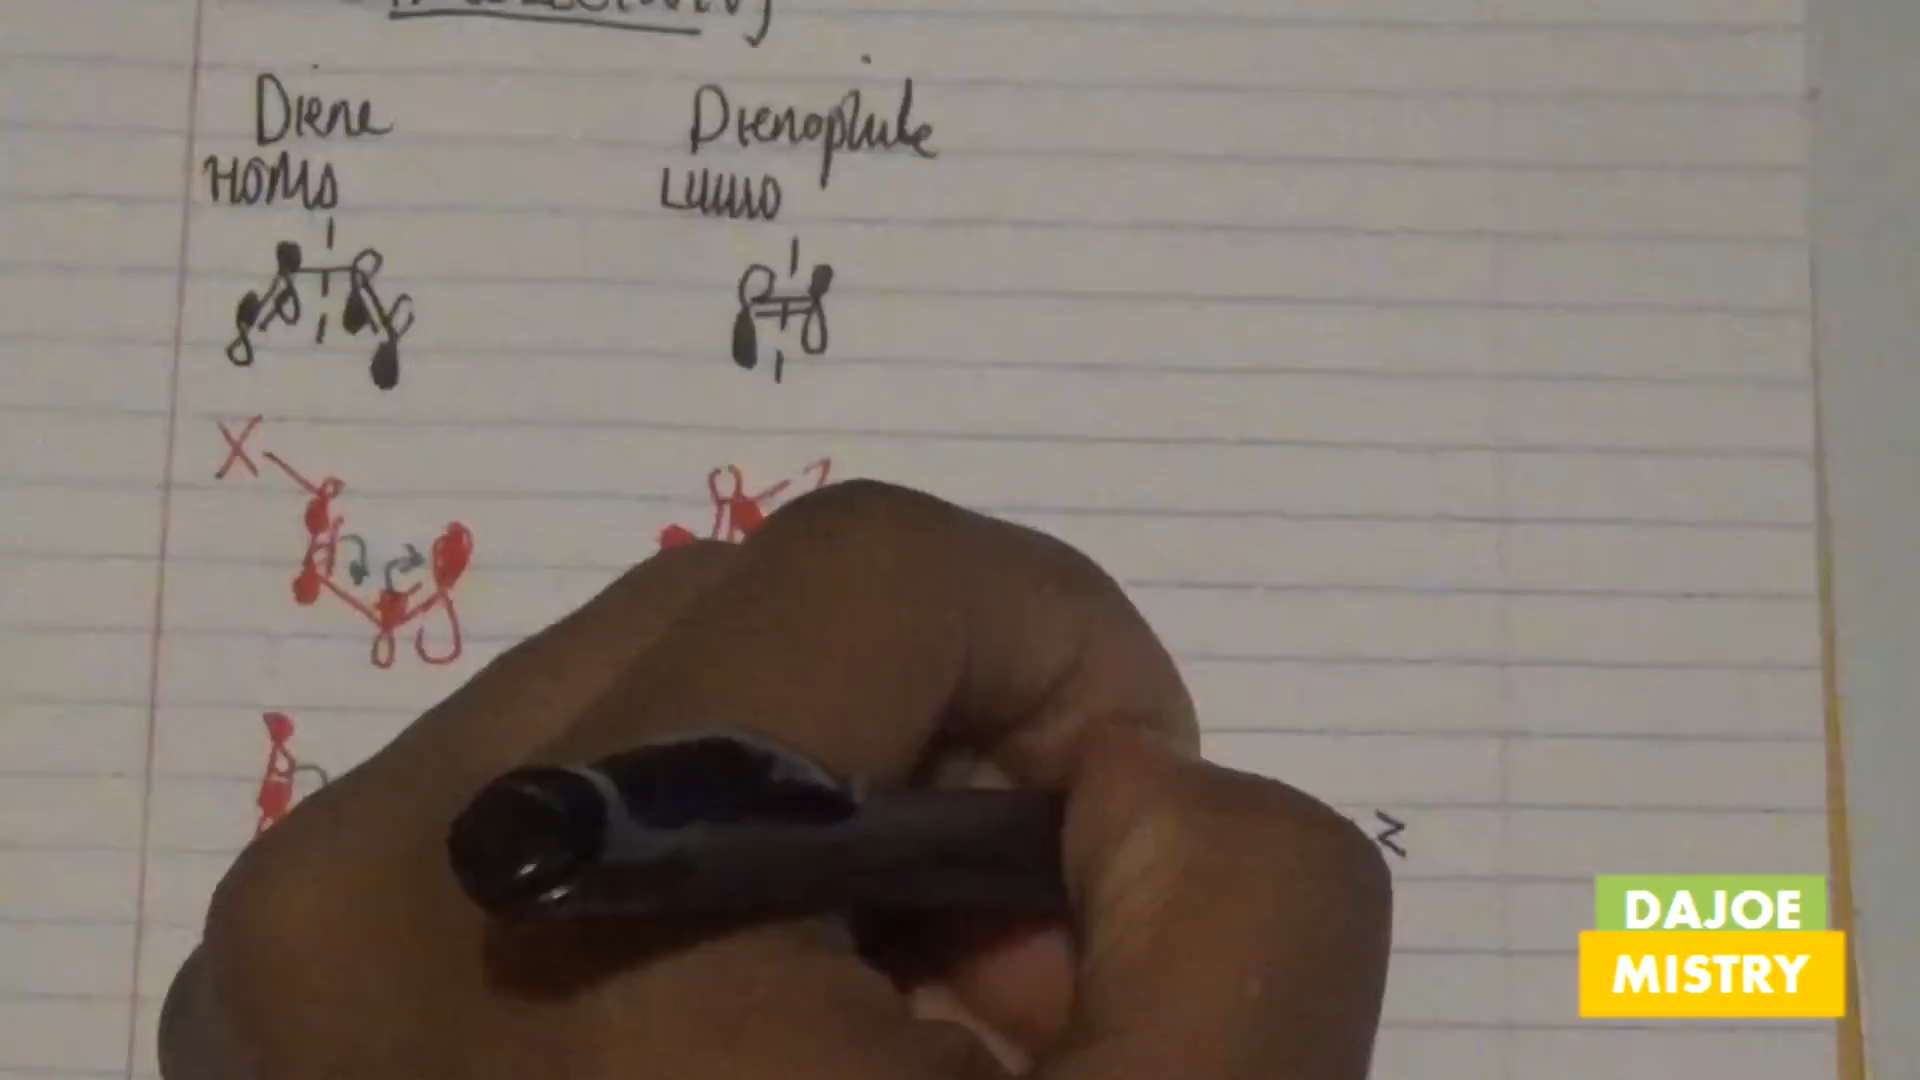 Diene Dienophile
HOMO LUMO
X
Z
DAJOE
MISTRY